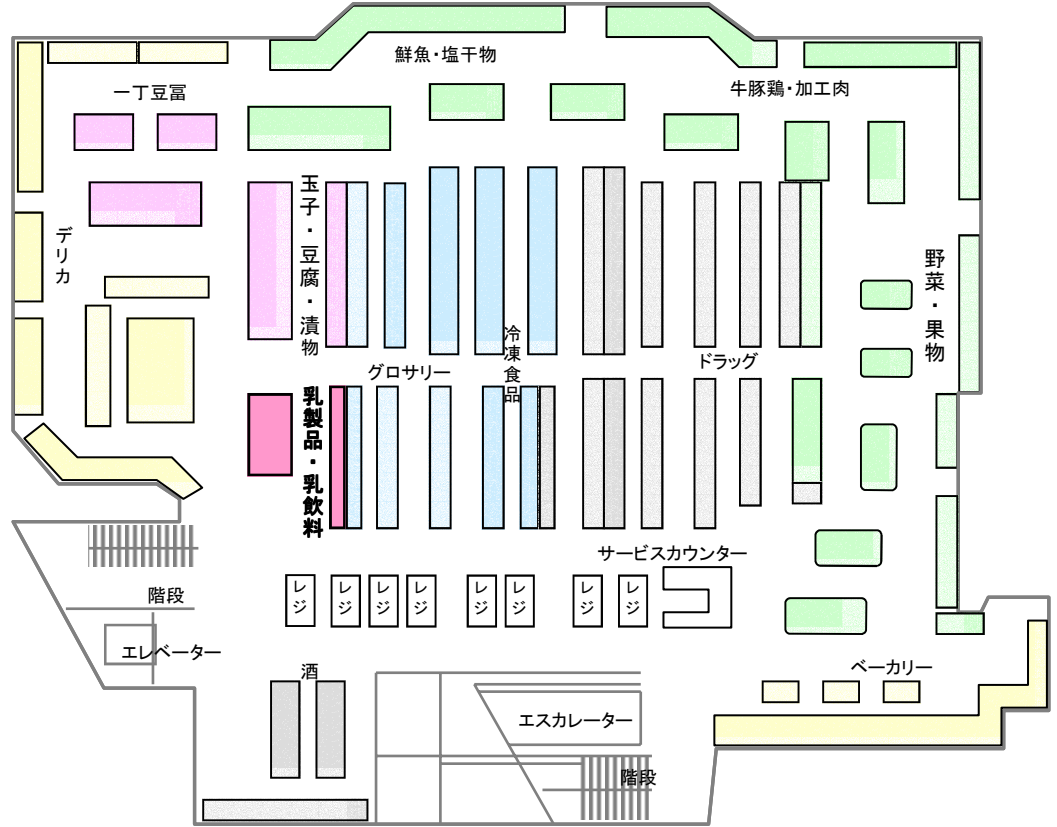 鮮魚・塩干物
牛豚鶏・加工肉
一丁豆冨
玉子・豆腐・漬物
デリカ
野菜・果物
冷凍食品
グロサリー
ドラッグ
乳製品・乳飲料
サービスカウンター
レジ
レジ
レジ
レジ
レジ
レジ
レジ
レジ
階段
エレベーター
酒
ベーカリー
エスカレーター
階段